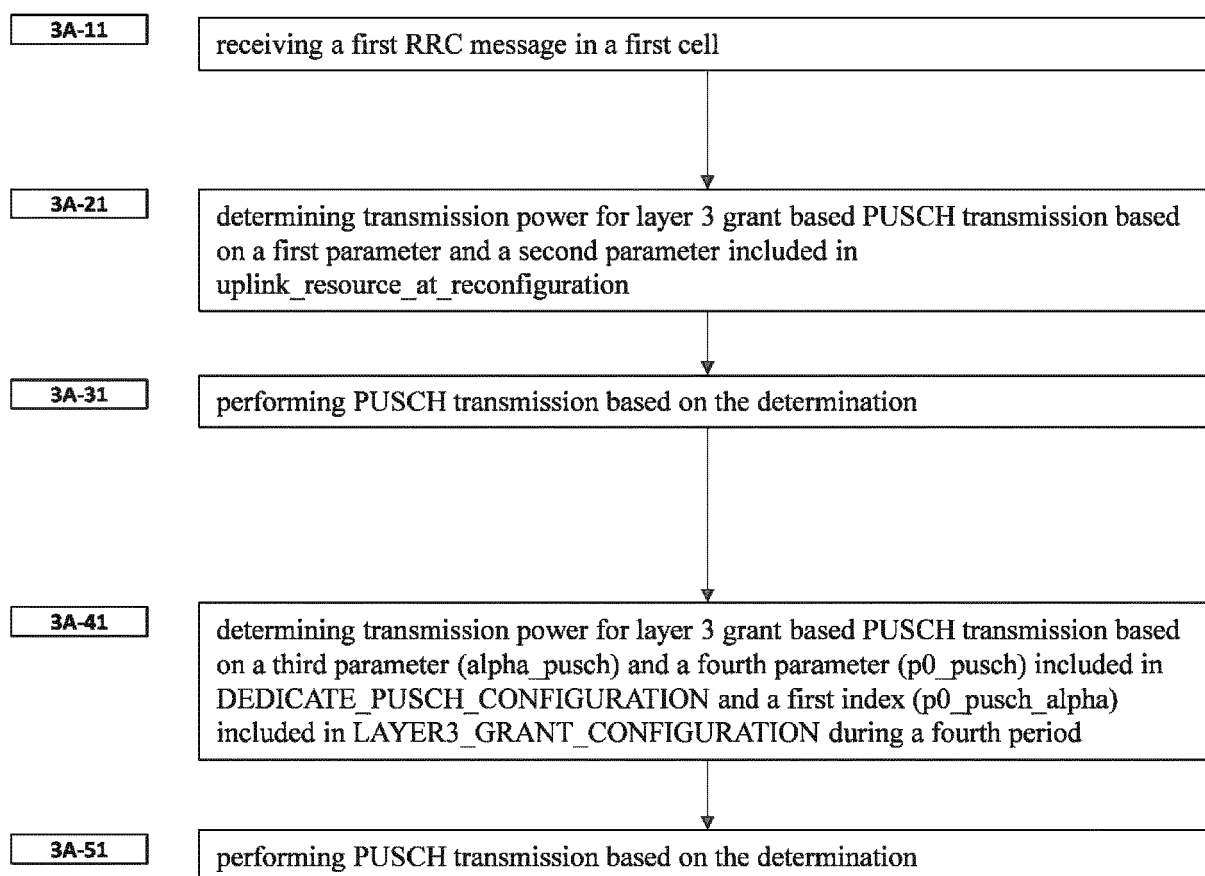 3A-11
receiving a first RRC message in a first cell
3A-21
determining transmission power for layer 3 grant based PUSCH transmission based
on a first parameter and a second parameter included in
uplink_resource_at_reconfiguration
3A-31
performing PUSCH transmission based on the determination
3A-41
determining transmission power for layer 3 grant based PUSCH transmission based
on a third parameter (alpha_pusch) and a fourth parameter (p0_pusch) included in
DEDICATE_PUSCH_CONFIGURATION and a first index (p0_pusch_alpha)
included in LAYER3_GRANT_CONFIGURATION during a fourth period
3A-51
performing PUSCH transmission based on the determination